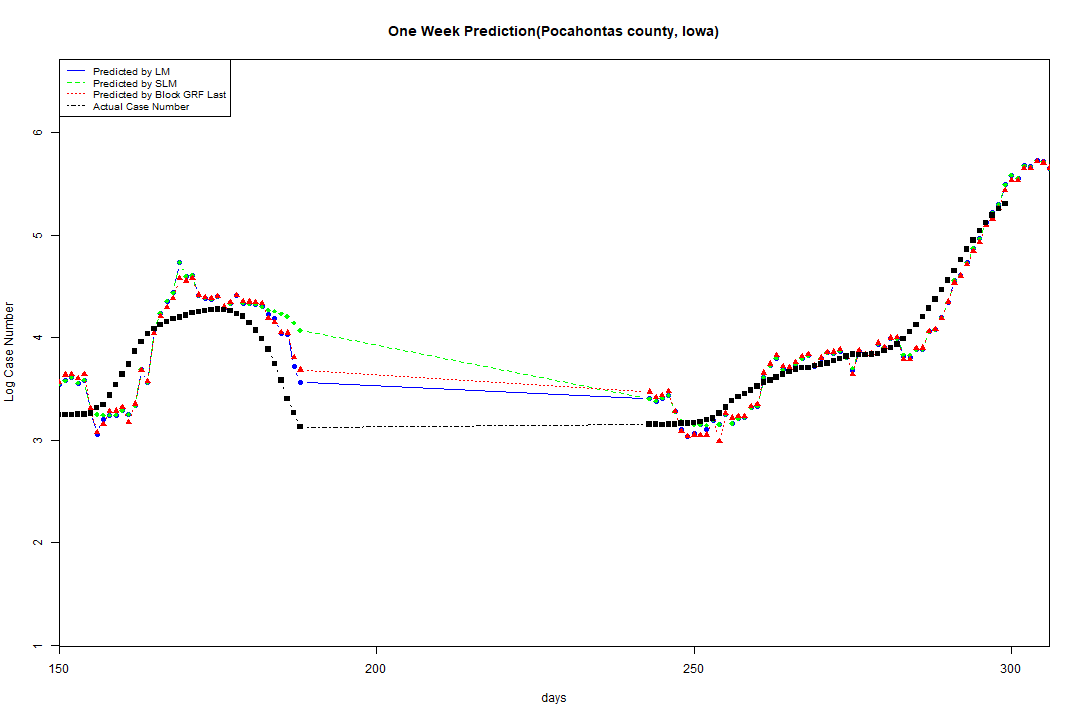 One Week Prediction(Pocahontas county, Iowa)
Predicted by LM
Predicted by SLM
Predicted by Block GRF Last
Actual Case Number
Log Case Number
6
5
4
3
2
1
150 200 250 300
days